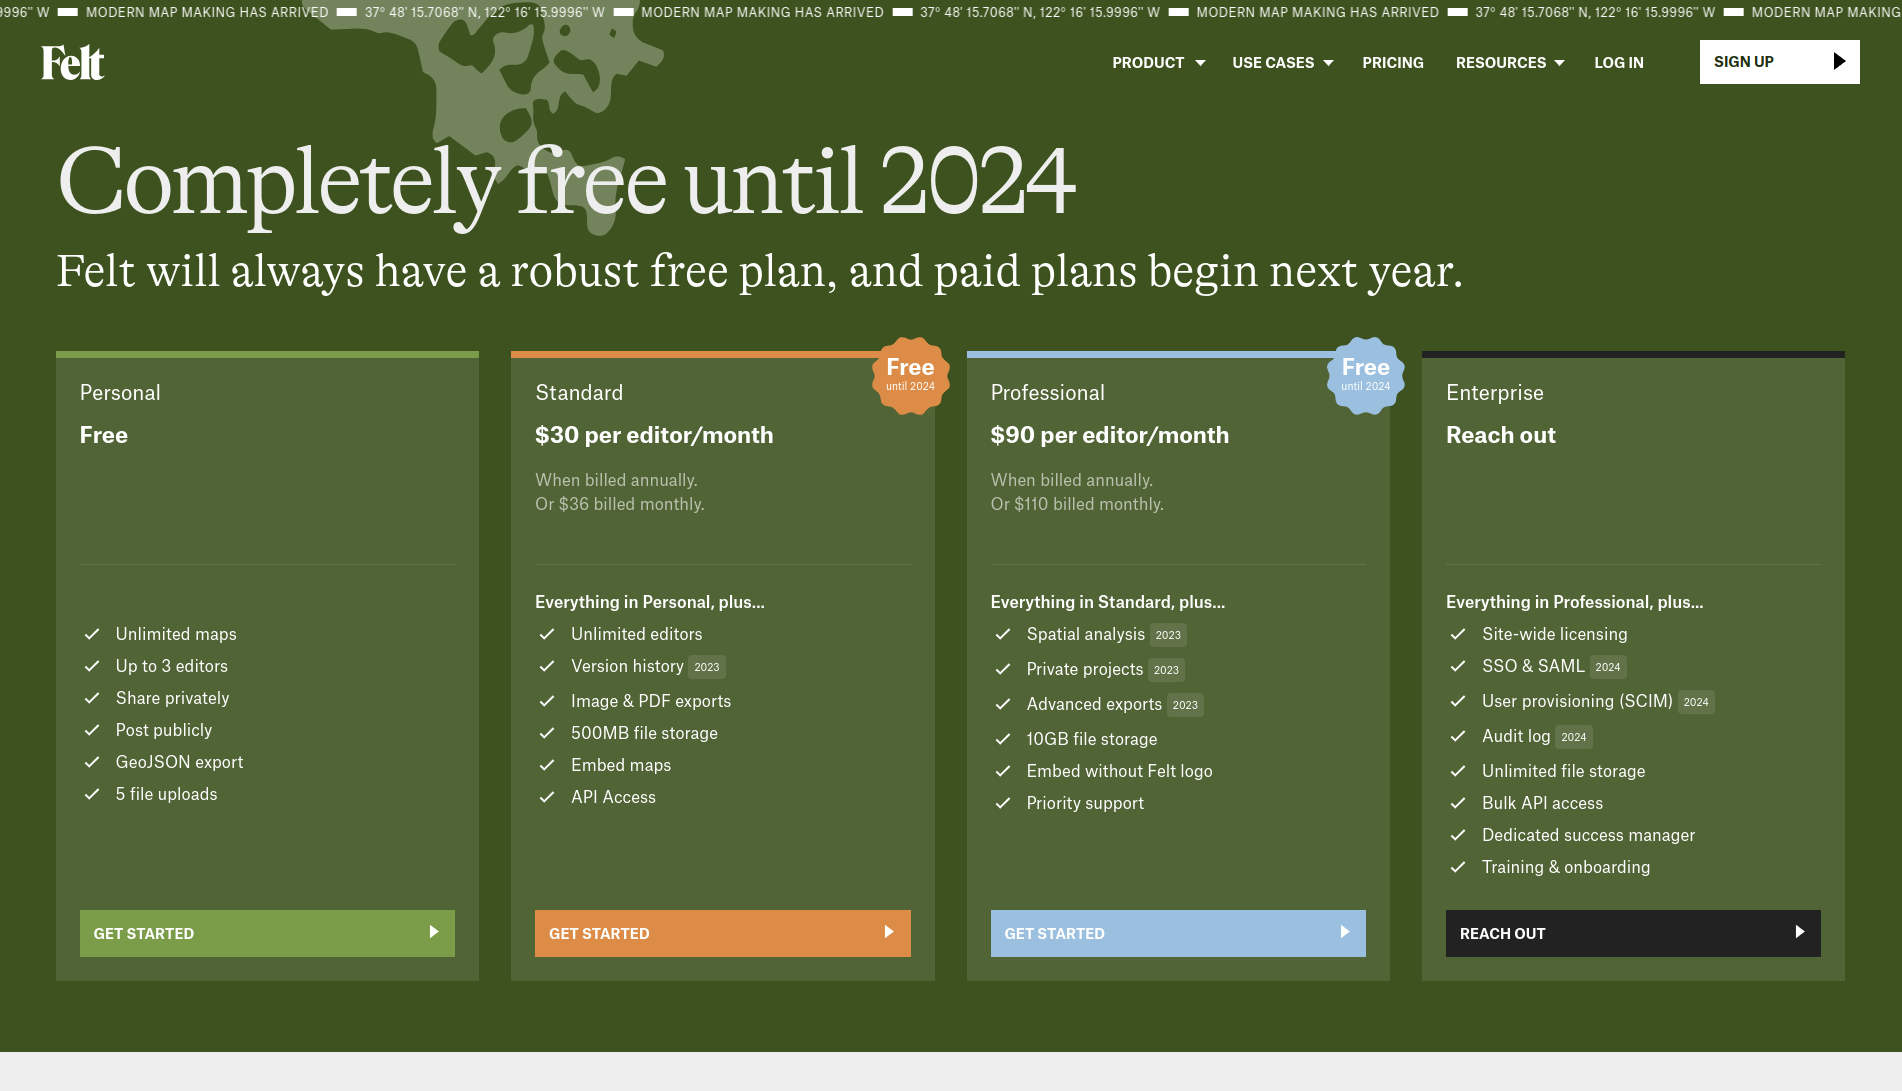 9996" W MODERN MAP MAKING HAS ARRIVED 37° 48' 15.7068" N, 122° 16' 15.9996" W MODERN MAP MAKING HAS ARRIVED 37° 48' 15.7068" N, 122° 16' 15.9996" W MODERN MAP MAKING HAS ARRIVED 37° 48' 15.7068" N, 122° 16' 15.9996" W MODERN MAP MAKING
Felt
PRODUCT USE CASES PRICING RESOURCES LOG IN SIGN UP
Completely free until 2024
Felt will always have a robust free plan, and paid plans begin next year.
Personal
Free
Unlimited maps
Up to 3 editors
Share privately
Post publicly
GeoJSON export
5 file uploads
GET STARTED
Free
until 2024
Standard
$30 per editor/month
When billed annually.
Or $36 billed monthly.
Everything in Personal, plus...
Unlimited editors
Version history 2023
Image & PDF exports
500MB file storage
Embed maps
API Access
GET STARTED
Free
until 2024
Professional
$90 per editor/month
When billed annually.
Or $110 billed monthly.
Everything in Standard, plus...
Spatial analysis 2023
Private projects 2023
Advanced exports 2023
10GB file storage
Embed without Felt logo
Priority support
GET STARTED
Enterprise
Reach out
Everything in Professional, plus...
Site-wide licensing
SSO & SAML 2024
User provisioning (SCIM) 2024
Audit log 2024
Unlimited file storage
Bulk API access
Dedicated success manager
Training & onboarding
REACH OUT